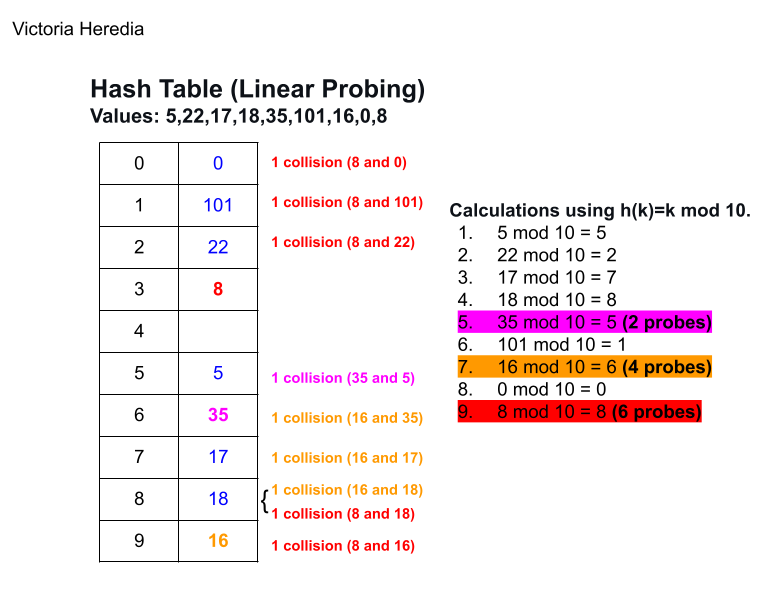 Victoria Heredia
Hash Table (Linear Probing)
Values: 5,22,17,18,35,101,16,0,8
0 0 1 collision (8 and 0)
1 101 1 collision (8 and 101)
2 22 1 collision (8 and 22)
3 8
4
5 5 1 collision (35 and 5)
6 35 1 collision (16 and 35)
7 17 1 collision (16 and 17)
8 18 { 1 collision (16 and 18)
1 collision (8 and 18)
9 16 1 collision (8 and 16)
Calculations using h(k)=k mod 10.
1. 5 mod 10 = 5
2. 22 mod 10 = 2
3. 17 mod 10 = 7
4. 18 mod 10 = 8
5. 35 mod 10 = 5 (2 probes)
6. 101 mod 10 = 1
7. 16 mod 10 = 6 (4 probes)
8. 0 mod 10 = 0
9. 8 mod 10 = 8 (6 probes)